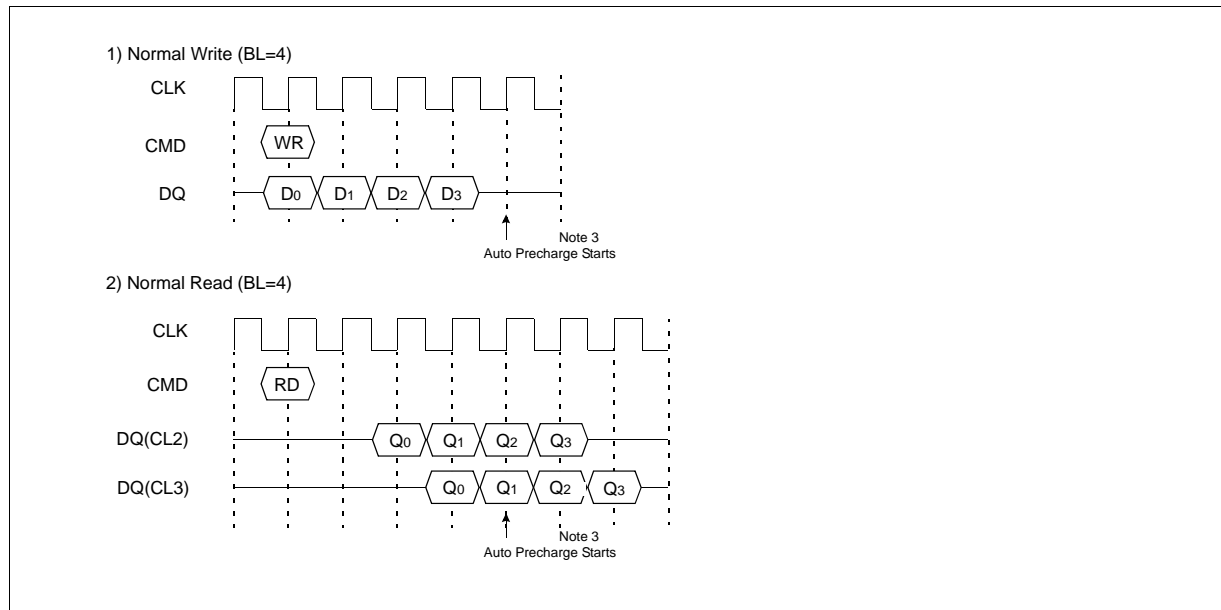 1) Normal Write (BL=4)
CLK
CMD
WR
DQ
D0 D1 D2 D3
Note 3
Auto Precharge Starts
2) Normal Read (BL=4)
CLK
CMD
RD
DQ(CL2)
Q0 Q1 Q2 Q3
DQ(CL3)
Q0 Q1 Q2 Q3
Note 3
Auto Precharge Starts